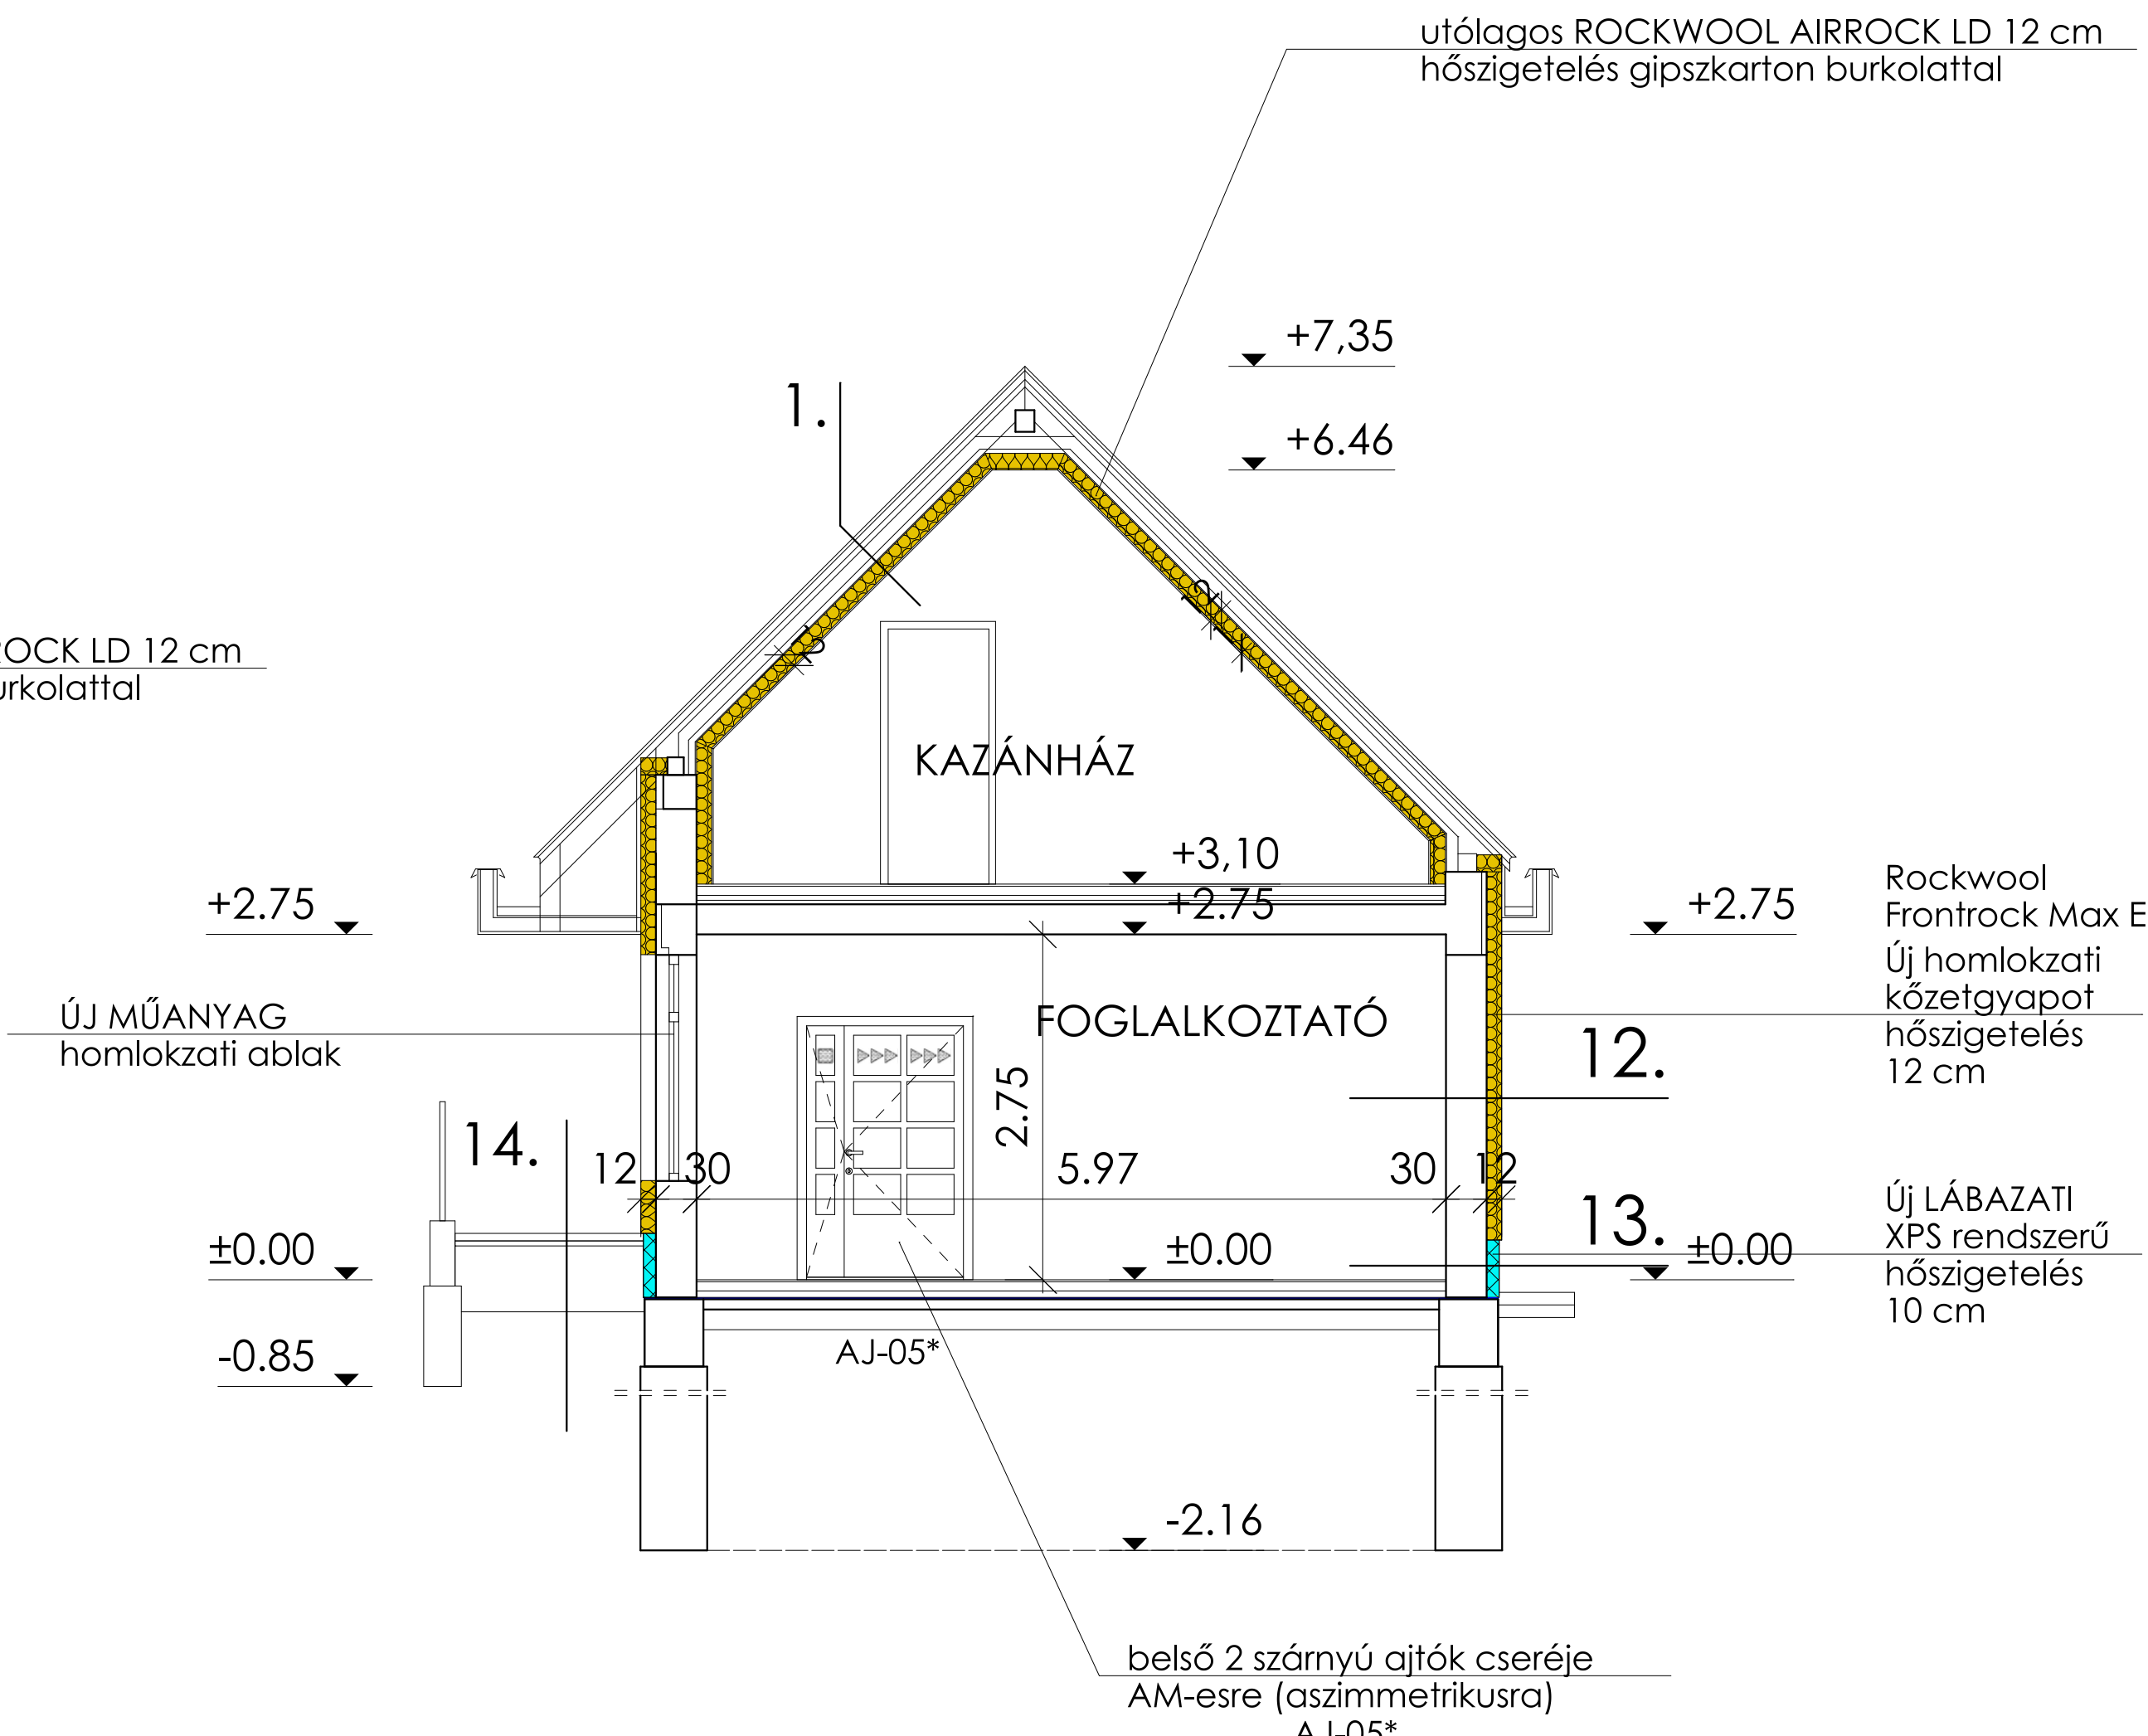 utólagos ROCKWOOL AIRROCK LD 12 cm
hőszigetelés gipszkarton burkolattal
+7,35
1.
+6.46
12
12
LD 12 cm
KAZÁNHÁZ
+3,10
+2.75
+2.75
+2.75
Rockwool
Frontrock Max E
Új homlokzati
kőzetgyapot
hőszigetelés
12 cm
ÚJ MŰANYAG
homlokzati ablak
FOGLALKOZTATÓ
12.
2.75
14.
12
30
5.97
30
12
13.
Új LÁBAZATI
XPS rendszerű
hőszigetelés
10 cm
±0.00
±0.00
±0.00
-0.85
AJ-05*
-2.16
belső 2 szárnyú ajtók cseréje
AM-esre (aszimmetrikusra)
AJ-05*